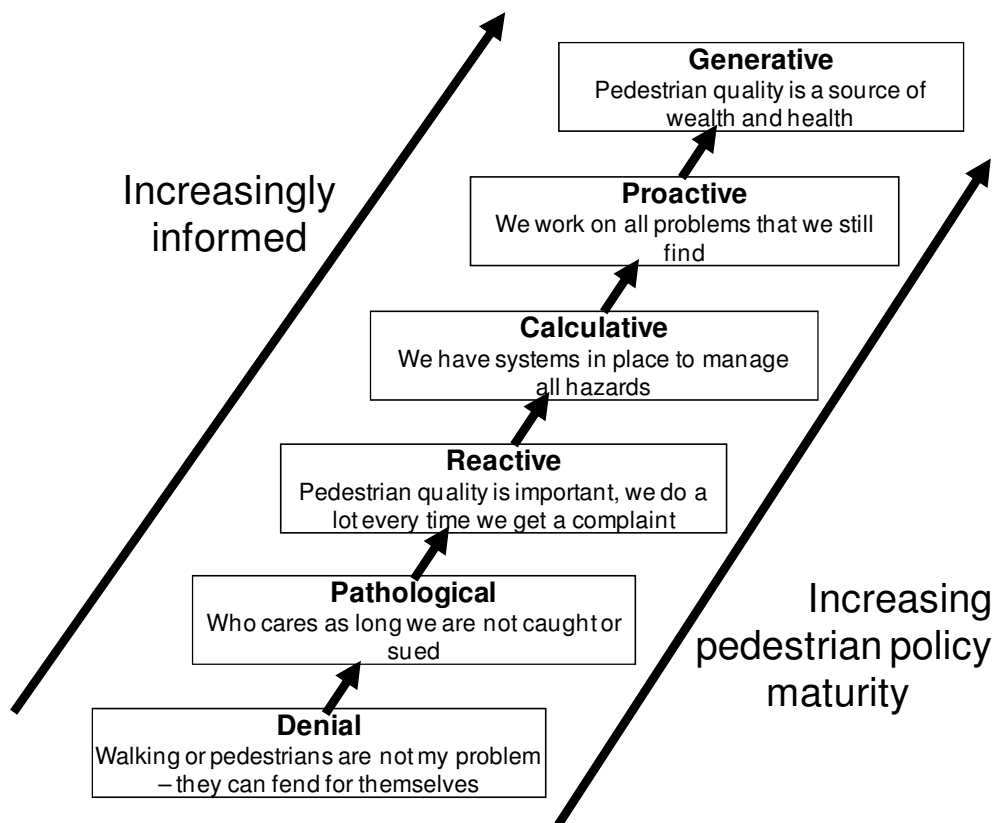 Generative
Pedestrian quality is a source of
wealth and health
Increasingly
informed
Proactive
We work on all problems that we still
find
Calculative
We have systems in place to manage
all hazards
Reactive
Pedestrian quality is important, we do a
lot every time we get a complaint
Pathological
Who cares as long we are not caught or
sued
Increasing
pedestrian policy
maturity
Denial
Walking or pedestrians are not my problem
– they can fend for themselves